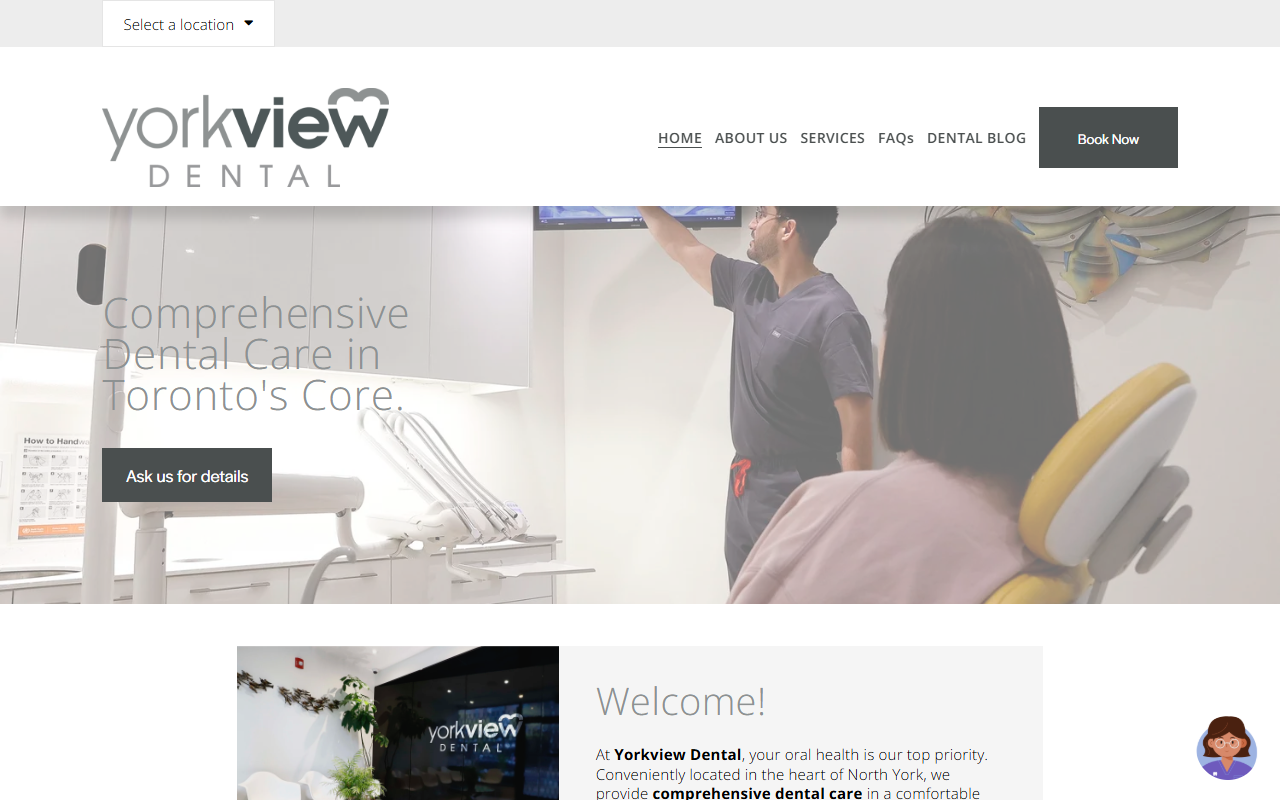 Select a location
yorkview
DENTAL
HOME ABOUT US SERVICES FAQs DENTAL BLOG Book Now
Comprehensive
Dental Care in
Toronto's Core.
How to Handwa
Ask us for details
yorkview
DENTAL
Welcome!
At Yorkview Dental, your oral health is our top priority.
Conveniently located in the heart of North York, we
provide comprehensive dental care in a comfortable